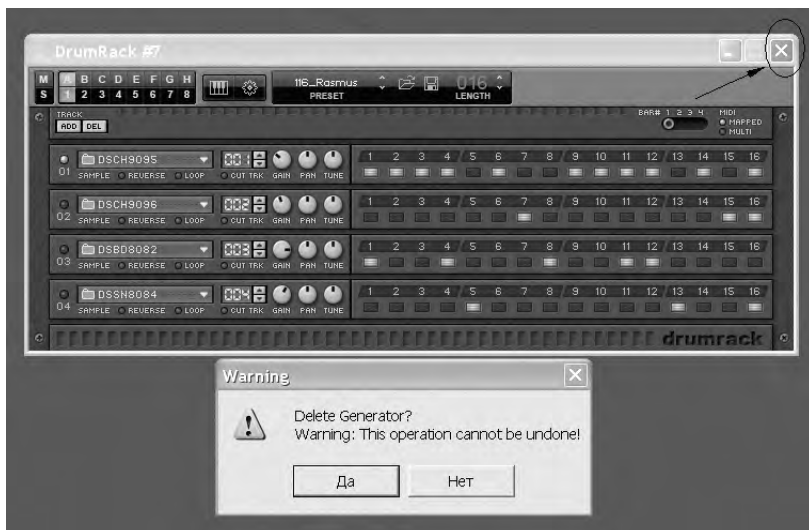 DrumRack #7
M A B C D E F G H
S 1 2 3 4 5 6 7 8
116_Rasmus
PRESET
016
LENGTH
TRACK
ADD DEL
BAR# 1 2 3 4
MIDI
MAPPED
MULTI
01 DSCH9095 001 1 2 3 4 5 6 7 8 9 10 11 12 13 14 15 16
SAMPLE REVERSE LOOP CUT TRK GAIN PAN TUNE
02 DSCH9096 002 1 2 3 4 5 6 7 8 9 10 11 12 13 14 15 16
SAMPLE REVERSE LOOP CUT TRK GAIN PAN TUNE
03 DSBD8082 003 1 2 3 4 5 6 7 8 9 10 11 12 13 14 15 16
SAMPLE REVERSE LOOP CUT TRK GAIN PAN TUNE
04 DSSN8084 004 1 2 3 4 5 6 7 8 9 10 11 12 13 14 15 16
SAMPLE REVERSE LOOP CUT TRK GAIN PAN TUNE
drumrack
Warning
Delete Generator?
Warning: This operation cannot be undone!
Да Нет